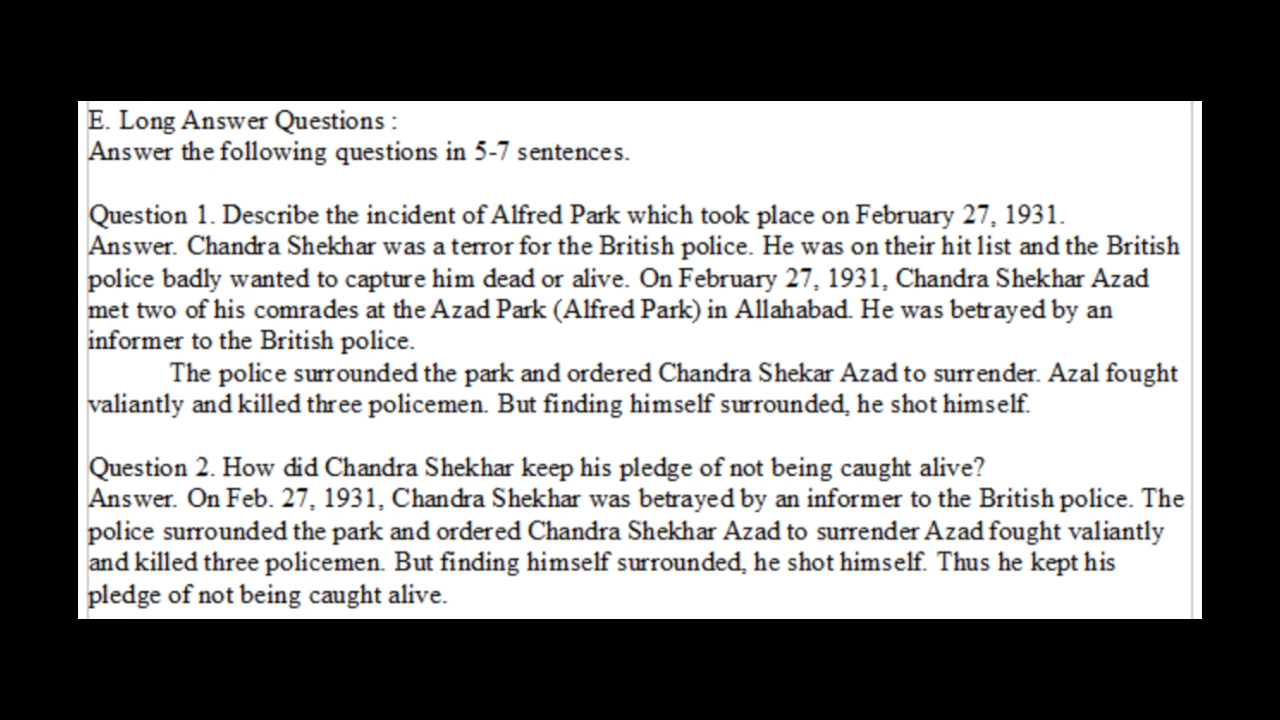 E. Long Answer Questions :
Answer the following questions in 5-7 sentences.
Question 1. Describe the incident of Alfred Park which took place on February 27, 1931.
Answer. Chandra Shekhar was a terror for the British police. He was on their hit list and the British
police badly wanted to capture him dead or alive. On February 27, 1931, Chandra Shekhar Azad
met two of his comrades at the Azad Park (Alfred Park) in Allahabad. He was betrayed by an
informer to the British police.
The police surrounded the park and ordered Chandra Shekar Azad to surrender. Azal fought
valiantly and killed three policemen. But finding himself surrounded, he shot himself.
Question 2. How did Chandra Shekhar keep his pledge of not being caught alive?
Answer. On Feb. 27, 1931, Chandra Shekhar was betrayed by an informer to the British police. The
police surrounded the park and ordered Chandra Shekhar Azad to surrender Azad fought valiantly
and killed three policemen. But finding himself surrounded, he shot himself. Thus he kept his
pledge of not being caught alive.